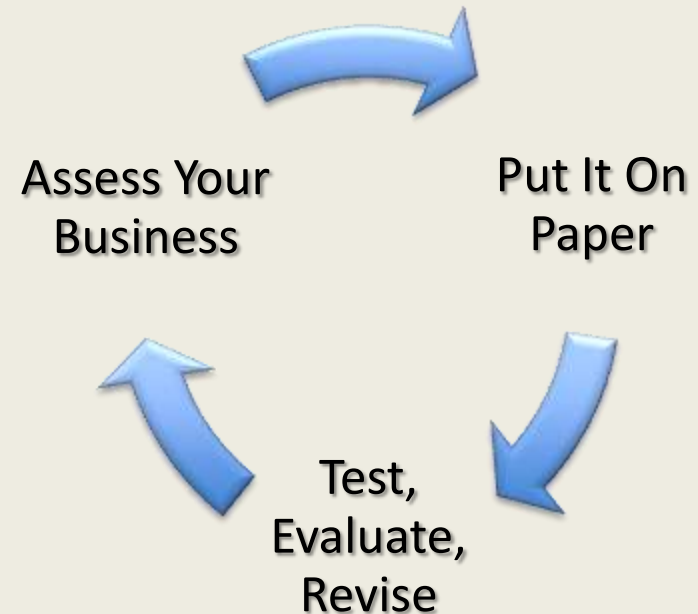 Assess Your
Business
Put It On
Paper
Test,
Evaluate,
Revise